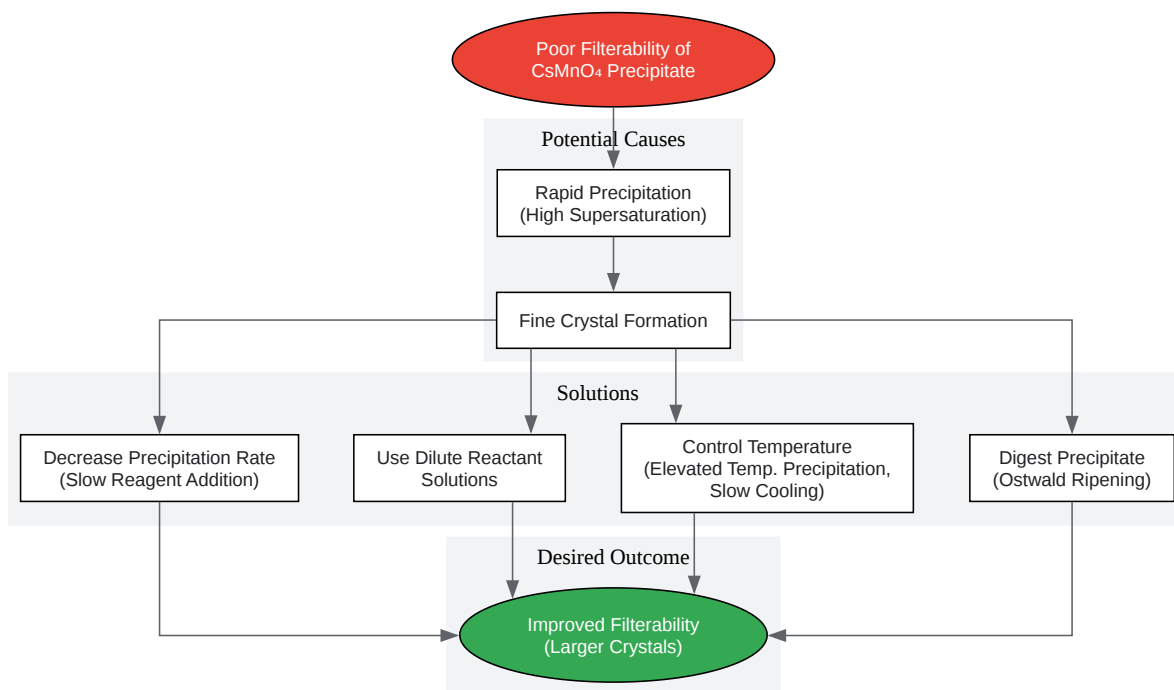 Poor Filterability of
CsMnO₄ Precipitate
Potential Causes
Rapid Precipitation
(High Supersaturation)
Fine Crystal Formation
Solutions
Decrease Precipitation Rate
(Slow Reagent Addition)
Use Dilute Reactant
Solutions
Control Temperature
(Elevated Temp. Precipitation,
Slow Cooling)
Digest Precipitate
(Ostwald Ripening)
Desired Outcome
Improved Filterability
(Larger Crystals)